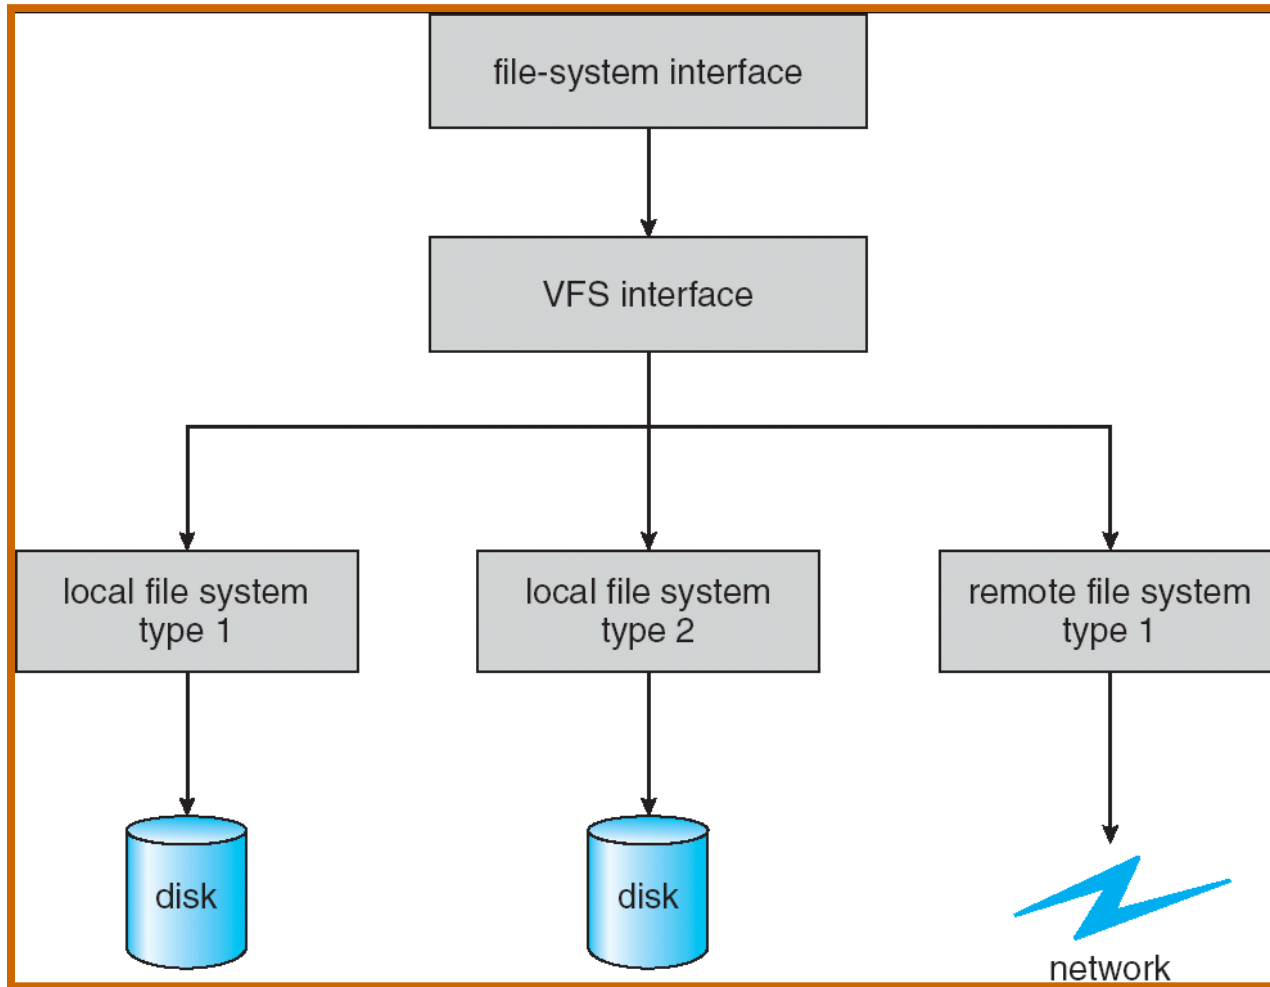 file-system interface
VFS interface
local file system
type 1
local file system
type 2
remote file system
type 1
disk
disk
network